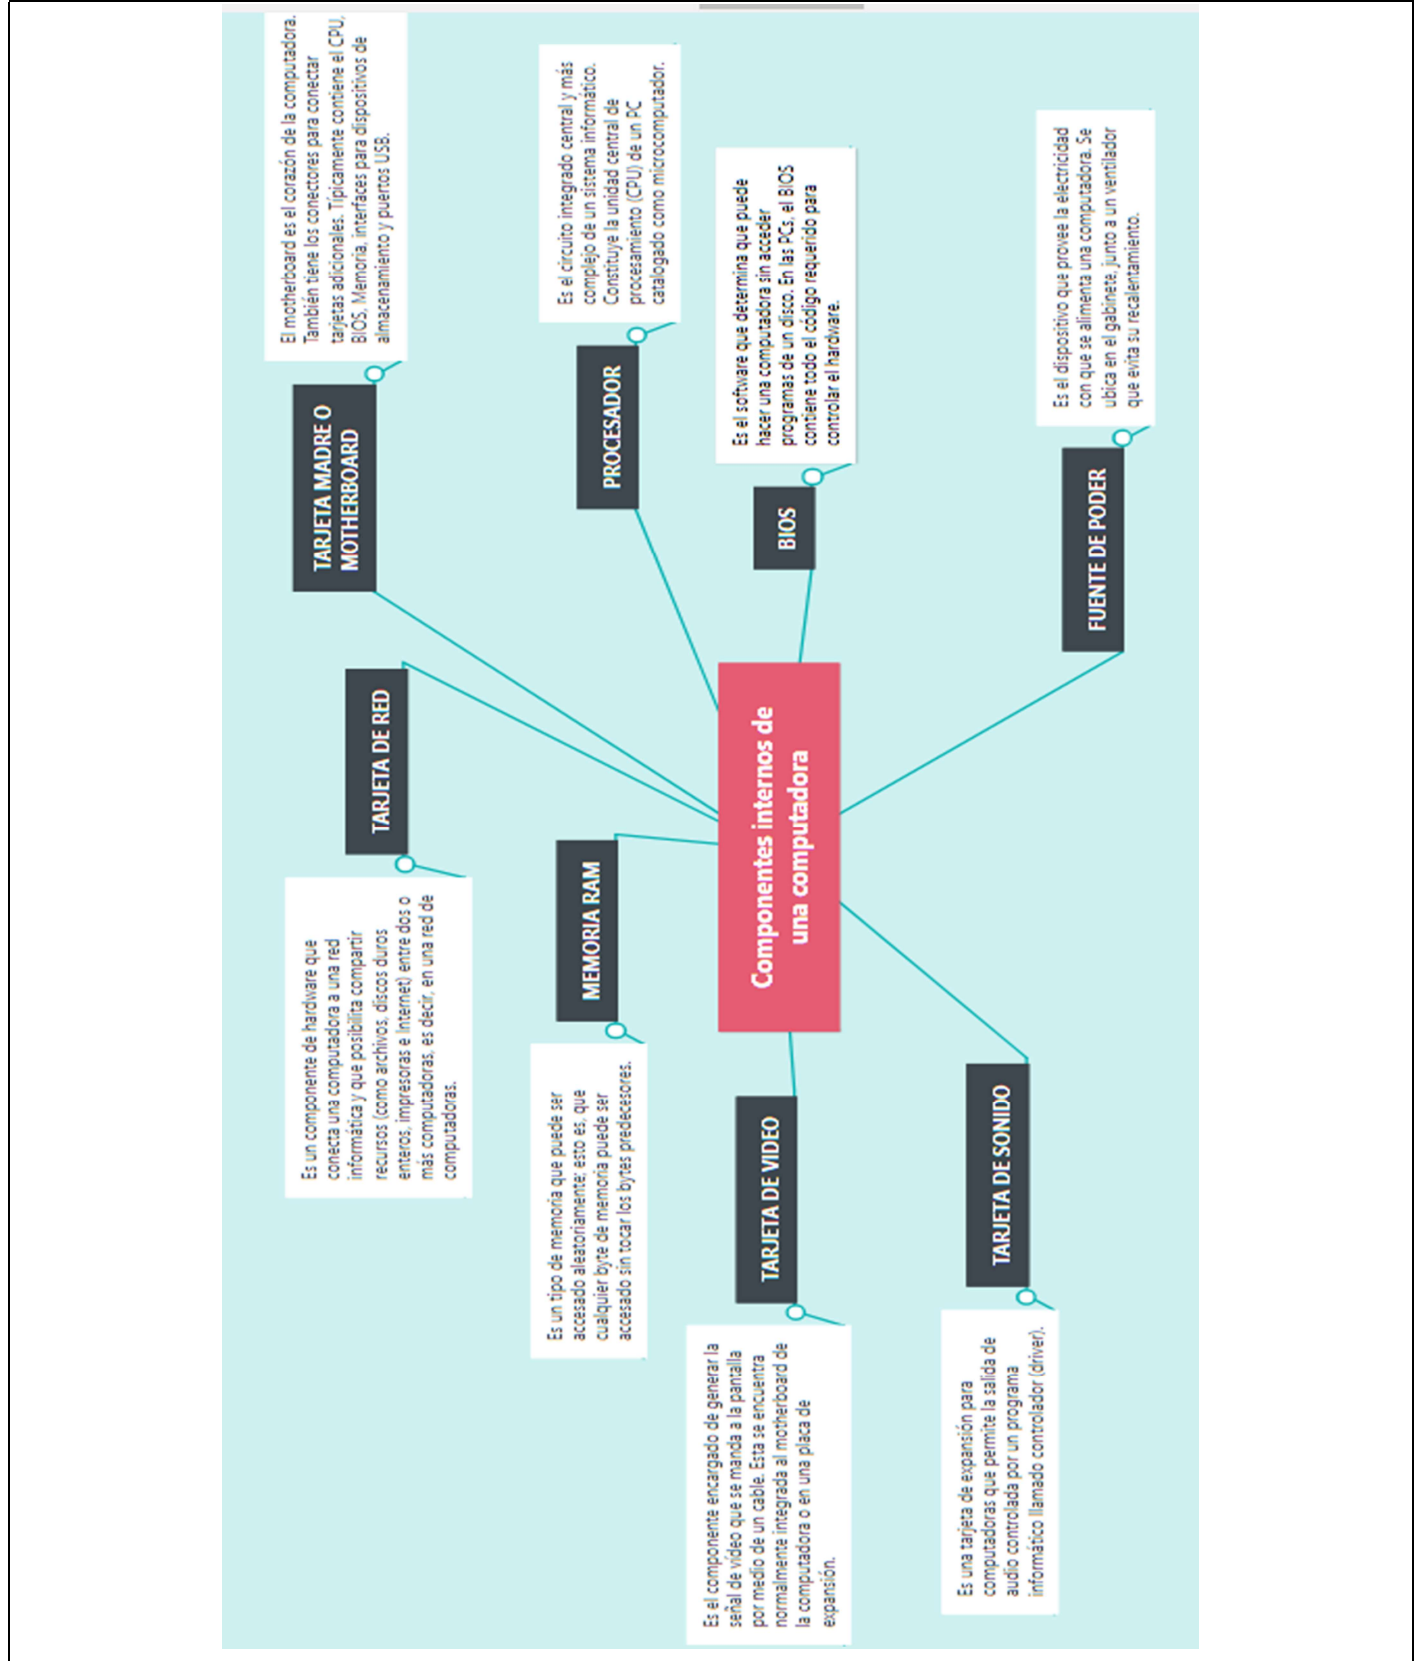 Componentes internos de
una computadora
TARJETA DE RED
Es un componente de hardware que
conecta una computadora a una red
informática y que posibilita compartir
recursos (como archivos, discos duros
enteros, impresoras e Internet) entre dos o
más computadoras, es decir, en una red de
computadoras.
TARJETA MADRE O
MOTHERBOARD
El motherboard es el corazón de la computadora.
También tiene los conectores para conectar
tarjetas adicionales. Típicamente contiene el CPU,
BIOS, Memoria, interfaces para dispositivos de
almacenamiento y puertos USB.
MEMORIA RAM
Es un tipo de memoria que puede ser
accesado aleatoriamente; esto es, que
cualquier byte de memoria puede ser
accesado sin tocar los bytes predecesores.
PROCESADOR
Es el circuito integrado central y más
complejo de un sistema informático.
Constituye la unidad central de
procesamiento (CPU) de un PC
catalogado como microcomputador.
TARJETA DE VIDEO
Es el componente encargado de generar la
señal de vídeo que se manda a la pantalla
por medio de un cable. Esta se encuentra
normalmente integrada al motherboard de
la computadora o en una placa de
expansión.
BIOS
Es el software que determina que puede
hacer una computadora sin acceder
programas de un disco. En las PCs, el BIOS
contiene todo el código requerido para
controlar el hardware.
TARJETA DE SONIDO
Es una tarjeta de expansión para
computadoras que permite la salida de
audio controlada por un programa
informático llamado controlador (driver).
FUENTE DE PODER
Es el dispositivo que provee la electricidad
con que se alimenta una computadora. Se
ubica en el gabinete, junto a un ventilador
que evita su recalentamiento.